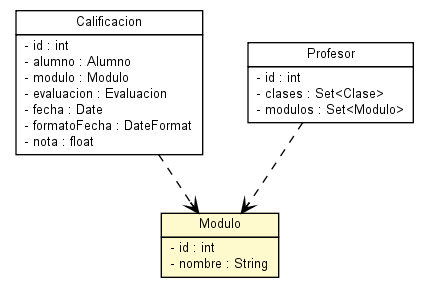 Calificacion
- id : int
- alumno : Alumno
- modulo : Modulo
- evaluacion : Evaluacion
- fecha : Date
- formatoFecha : DateFormat
- nota : float
Profesor
- id : int
- clases : Set<Clase>
- modulos : Set<Modulo>
Modulo
- id : int
- nombre : String